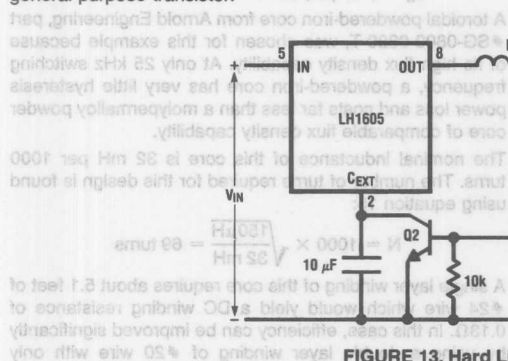 general purpose transistor.
A toroidal powdered-iron core from Arnold Engineering, part
was chosen for this example because
of its high flux density capability. At only 25 kHz switching
frequency, a powdered-iron core has very little hysteresis
power loss and costs far less than a molypermalloy powder
core of comparable flux density capability.
The nominal inductance of this core is 32 mH per 1000
turns. The number of turns required for this design is found
using equation
N = 1000 × √150 μH / 32 mH = 69 turns
A single layer winding of this core requires about 5.1 feet of
#24 wire which would yield a DC winding resistance of
0.13Ω. In this case, efficiency can be improved significantly
layer winding of #20 wire with only
5
IN
OUT
8
LH1605
CEXT
2
+
VIN
−
10 μF
Q2
10k
FIGURE 13. Hard L